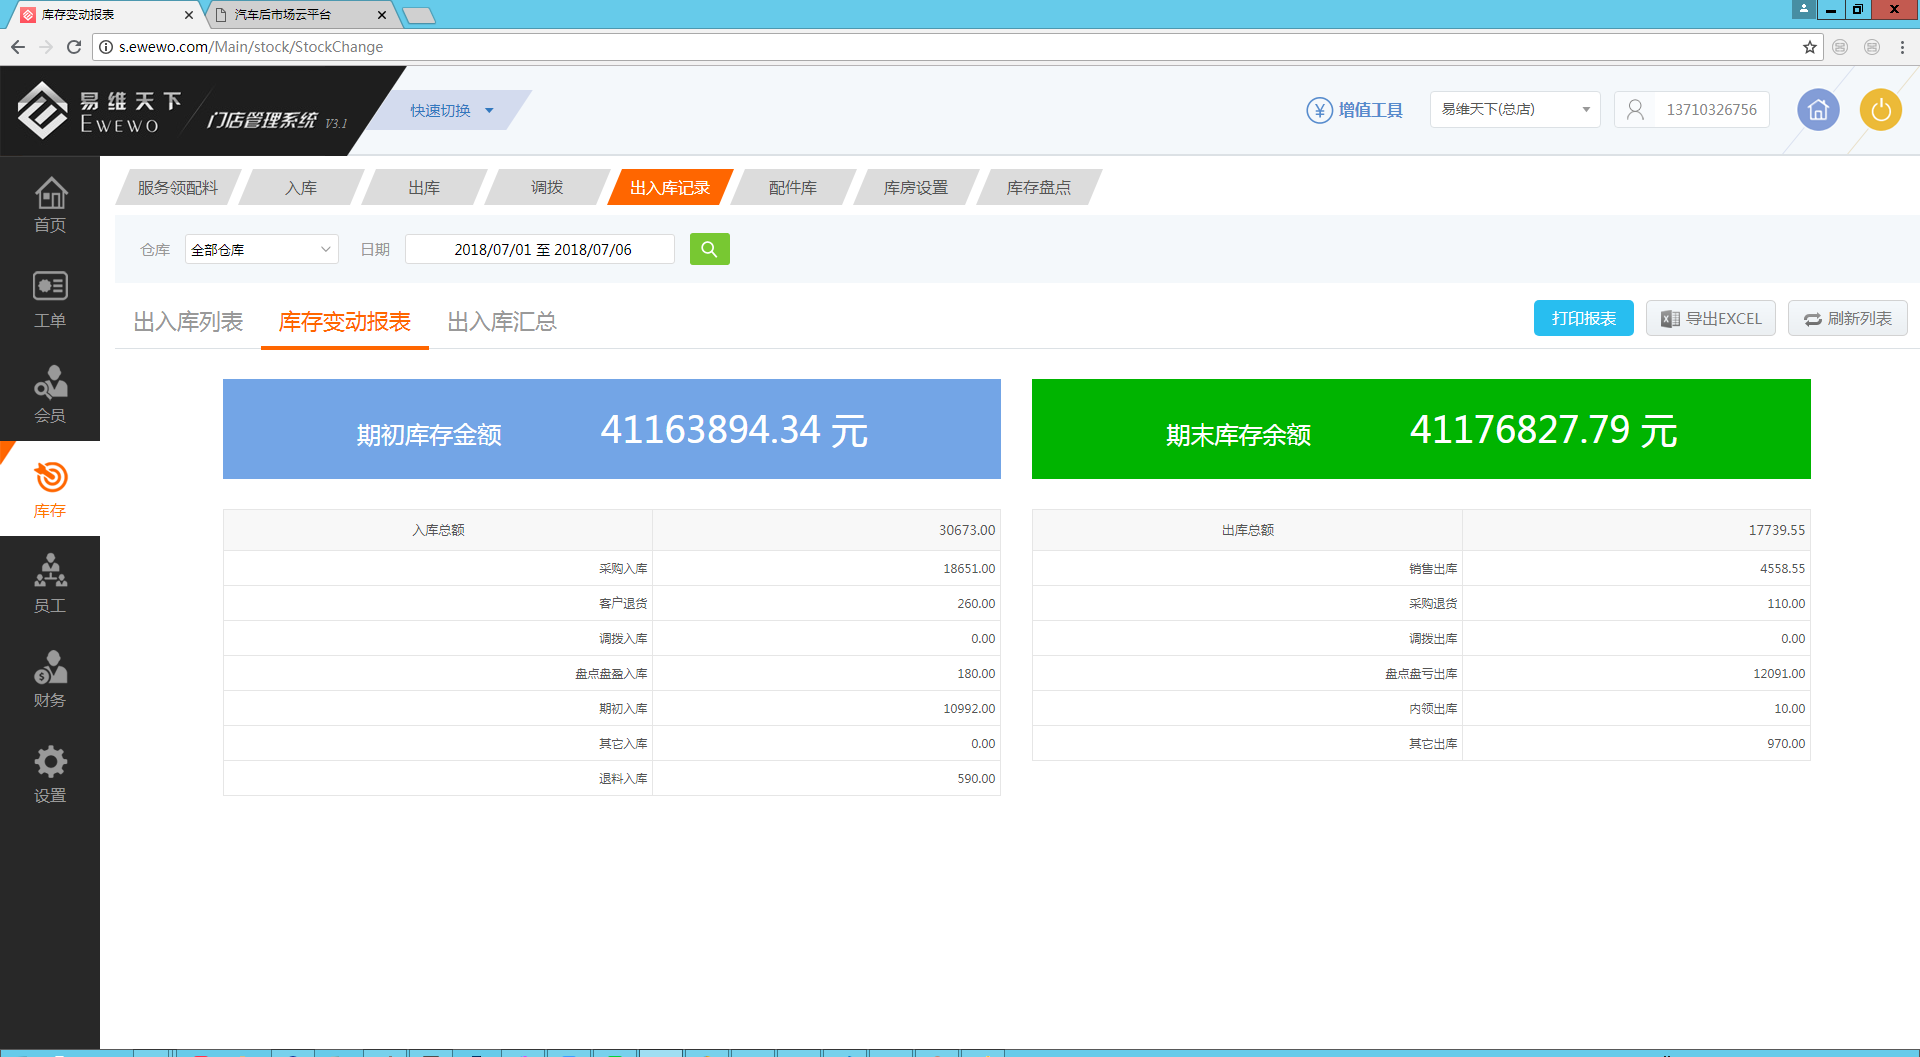 库存变动报表
汽车后市场云平台
s.ewewo.com/Main/stock/StockChange
易维天下
EWEWO
门店管理系统 V3.1
快速切换
增值工具
易维天下(总店)
13710326756
首页
工单
会员
库存
员工
财务
设置
服务领配料
入库
出库
调拨
出入库记录
配件库
库房设置
库存盘点
仓库
全部仓库
日期
2018/07/01 至 2018/07/06
出入库列表
库存变动报表
出入库汇总
打印报表
导出EXCEL
刷新列表
期初库存金额 41163894.34 元
期末库存余额 41176827.79 元
入库总额 30673.00
采购入库 18651.00
客户退货 260.00
调拨入库 0.00
盘点盘盈入库 180.00
期初入库 10992.00
其它入库 0.00
退料入库 590.00
出库总额 17739.55
销售出库 4558.55
采购退货 110.00
调拨出库 0.00
盘点盘亏出库 12091.00
内领出库 10.00
其它出库 970.00